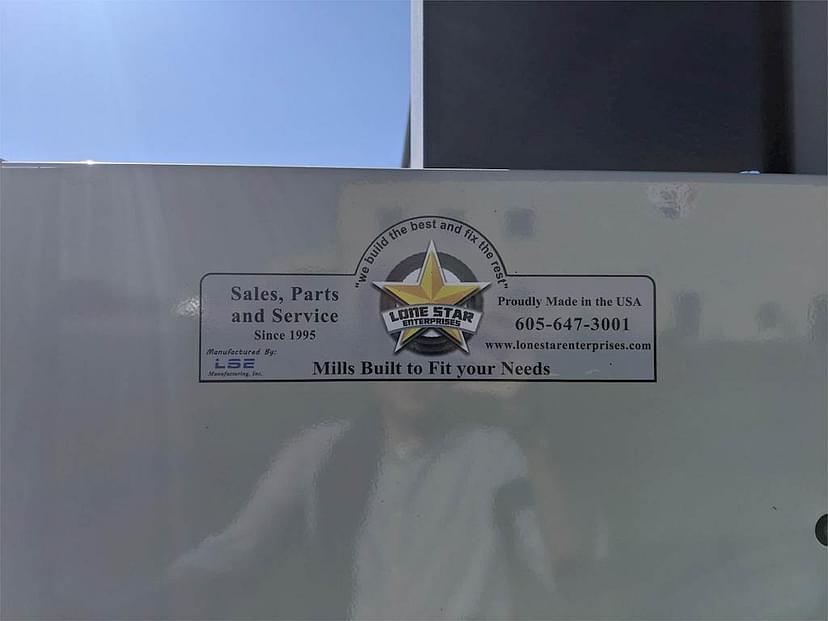 "we build the best and fix the rest"
LONE STAR
ENTERPRISES
Sales, Parts
and Service
Since 1995
Manufactured By:
LSE
Manufacturing, Inc.
Proudly Made in the USA
605-647-3001
www.lonestarenterprises.com
Mills Built to Fit your Needs